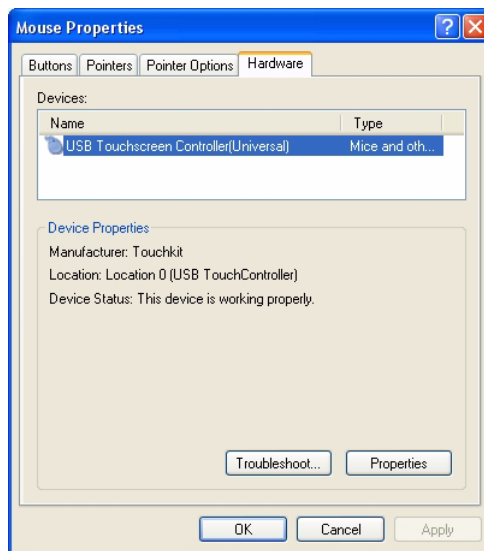 Mouse Properties
Buttons Pointers Pointer Options Hardware
Devices:
Name Type
USB Touchscreen Controller(Universal) Mice and oth...
Device Properties
Manufacturer: Touchkit
Location: Location 0 (USB TouchController)
Device Status: This device is working properly.
Troubleshoot... Properties
OK Cancel Apply